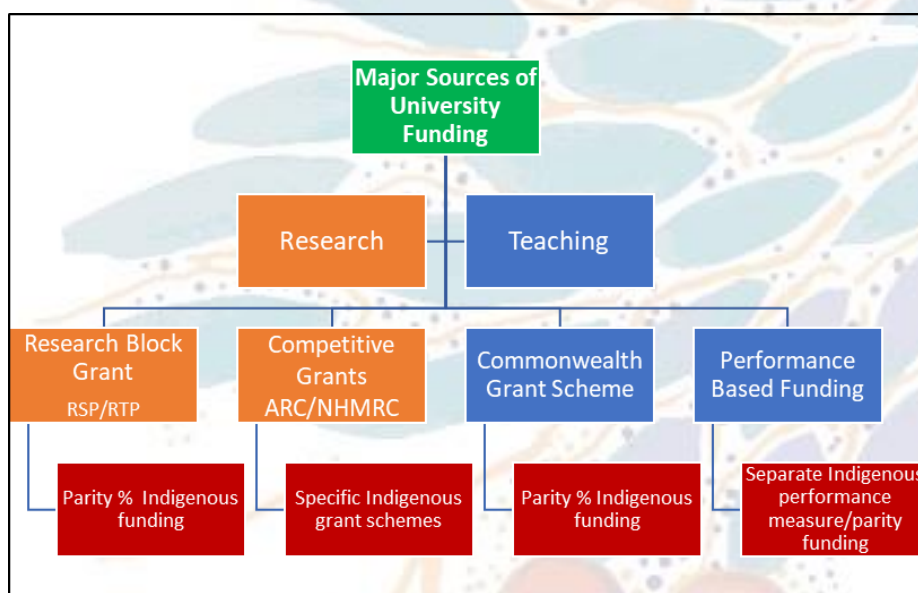 Major Sources of
University
Funding
Research
Teaching
Research Block
Grant
RSP/RTP
Competitive
Grants
ARC/NHMRC
Commonwealth
Grant Scheme
Performance
Based Funding
Parity % Indigenous
funding
Specific Indigenous
grant schemes
Parity % Indigenous
funding
Separate Indigenous
performance
measure/parity
funding